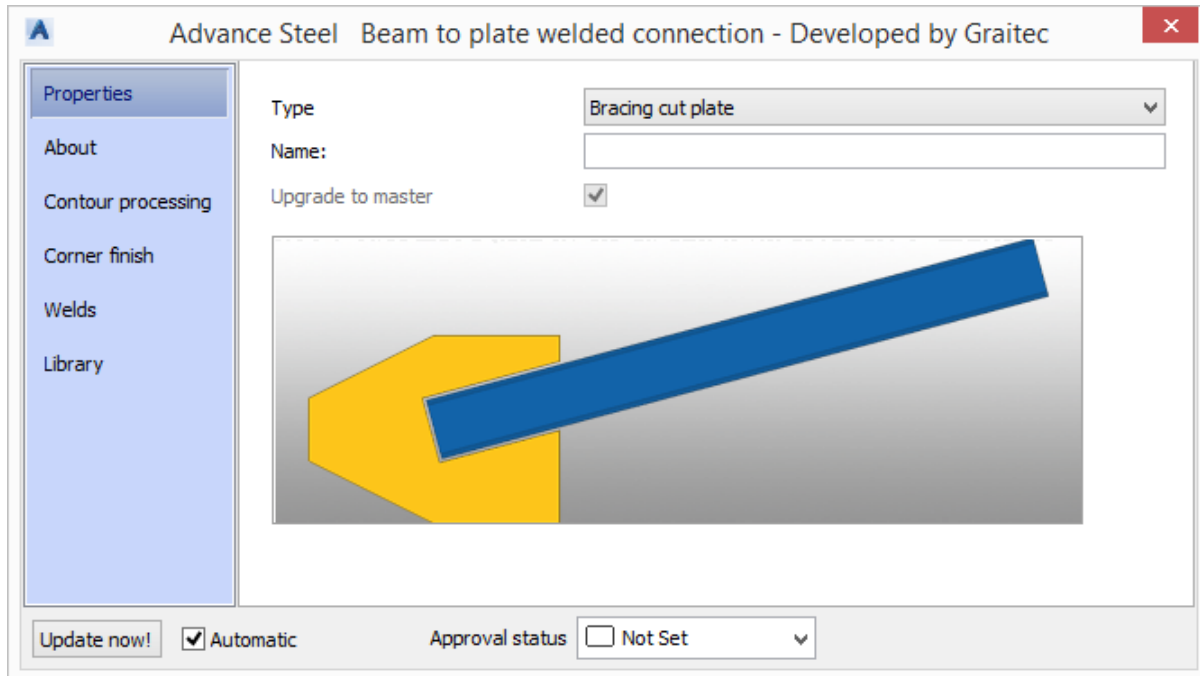 Advance Steel   Beam to plate welded connection - Developed by Graitec
Properties
About
Contour processing
Corner finish
Welds
Library
Type
Bracing cut plate
Name:
Upgrade to master
Update now!
Automatic
Approval status
Not Set